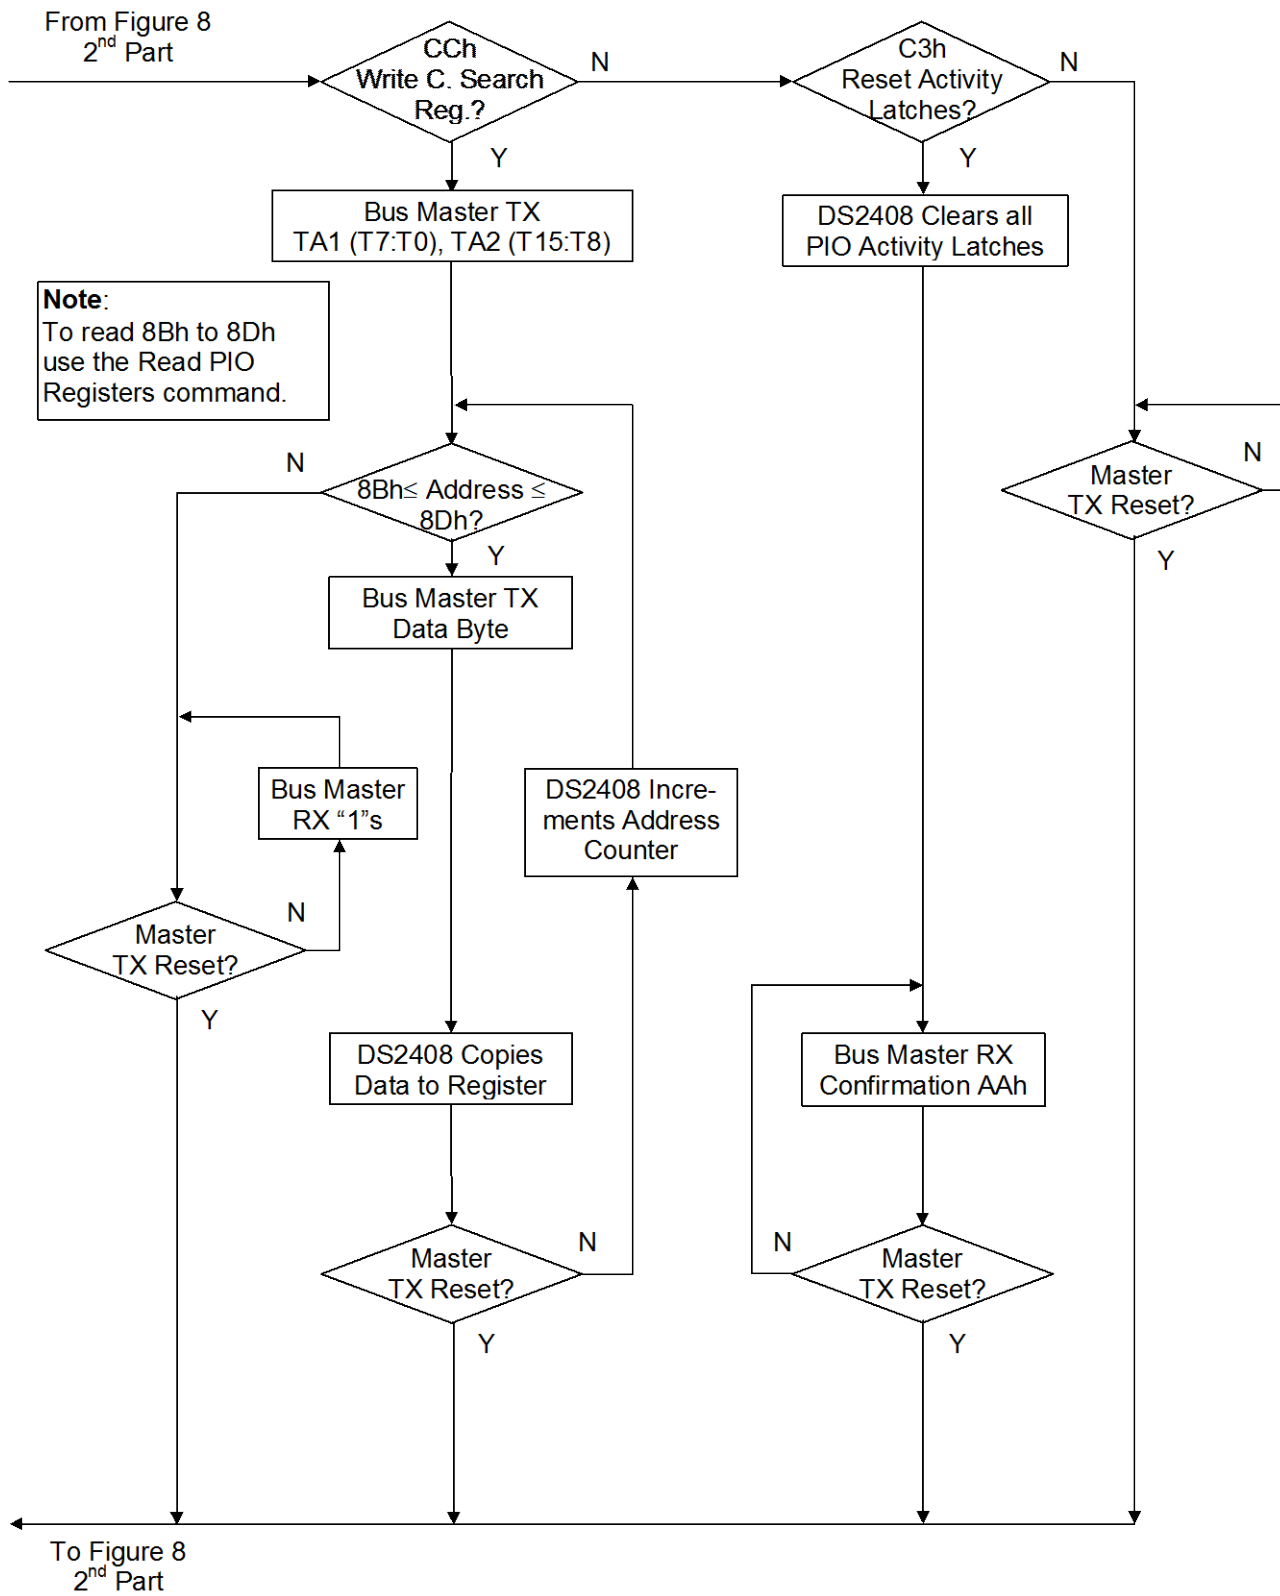 From Figure 8
2nd Part
CCh
Write C. Search
Reg.?
N
Y
C3h
Reset Activity
Latches?
N
Y
Bus Master TX
TA1 (T7:T0), TA2 (T15:T8)
DS2408 Clears all
PIO Activity Latches
Note:
To read 8Bh to 8Dh
use the Read PIO
Registers command.
N
8Bh≤ Address ≤
8Dh?
Y
Master
TX Reset?
N
Y
Bus Master TX
Data Byte
Bus Master
RX “1”s
DS2408 Incre-
ments Address
Counter
Master
TX Reset?
N
Y
DS2408 Copies
Data to Register
Bus Master RX
Confirmation AAh
Master
TX Reset?
N
Y
N
Master
TX Reset?
Y
To Figure 8
2nd Part